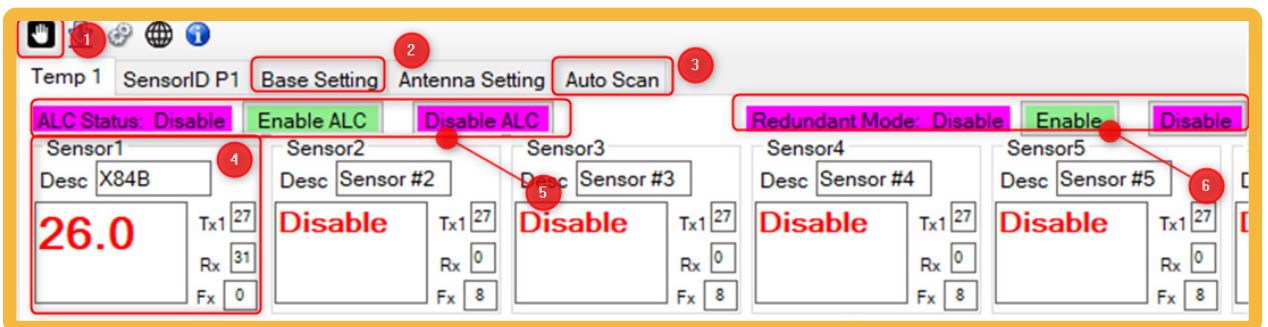 1
2
3
Temp 1 SensorID P1 Base Setting Antenna Setting Auto Scan
ALC Status: Disable Enable ALC Disable ALC Redundant Mode: Disable Enable Disable
Sensor1 Sensor2 Sensor3 Sensor4 Sensor5
4
Desc X84B Desc Sensor #2 Desc Sensor #3 Desc Sensor #4 Desc Sensor #5
5
6
26.0 Tx1 27 Disable Tx1 27 Disable Tx1 27 Disable Tx1 27 Disable Tx1 27
Rx 31 Rx 0 Rx 0 Rx 0 Rx 0
Fx 0 Fx 8 Fx 8 Fx 8 Fx 8